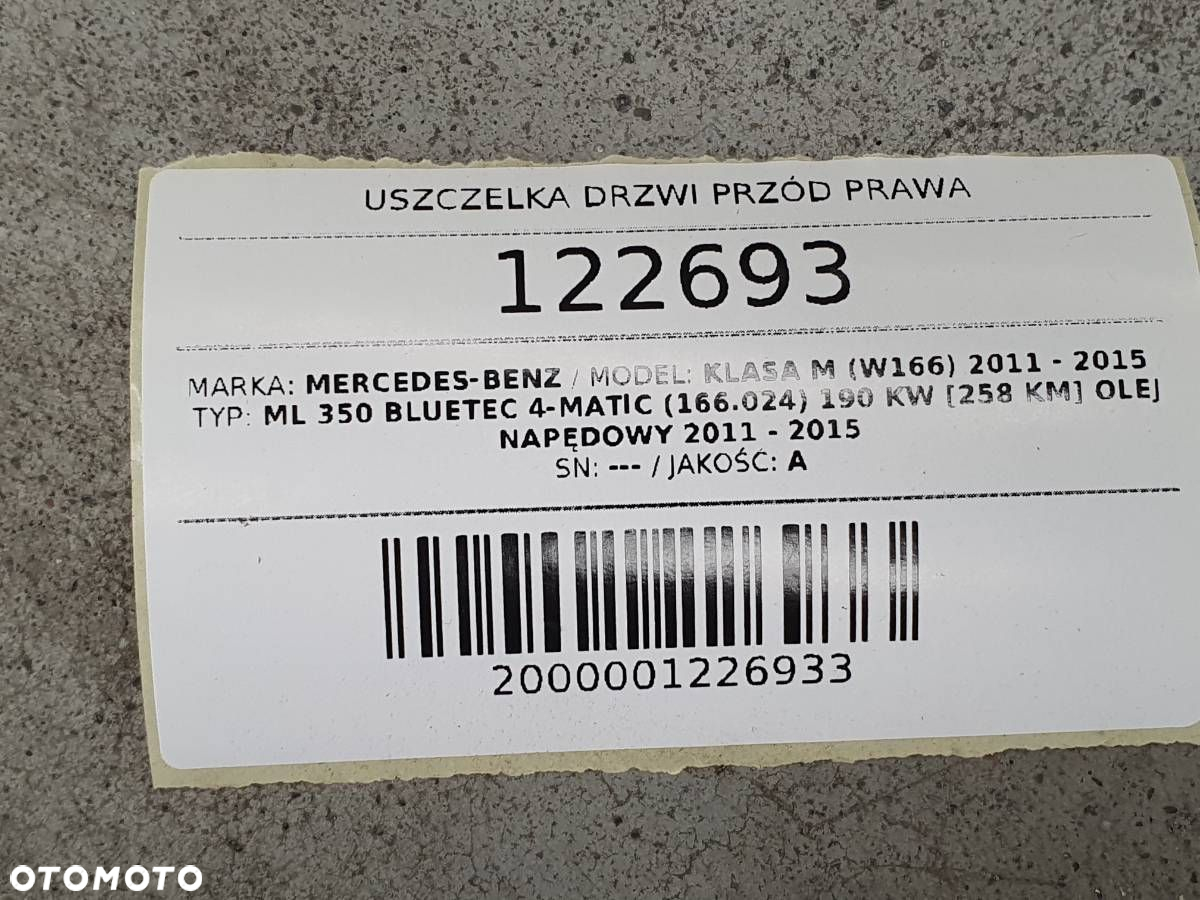 USZCZELKA DRZWI PRZÓD PRAWA
122693
MARKA: MERCEDES-BENZ / MODEL: KLASA M (W166) 2011 - 2015
TYP: ML 350 BLUETEC 4-MATIC (166.024) 190 KW [258 KM] OLEJ
NAPĘDOWY 2011 - 2015
SN: --- / JAKOŚĆ: A
2000001226933
OTOMOTO